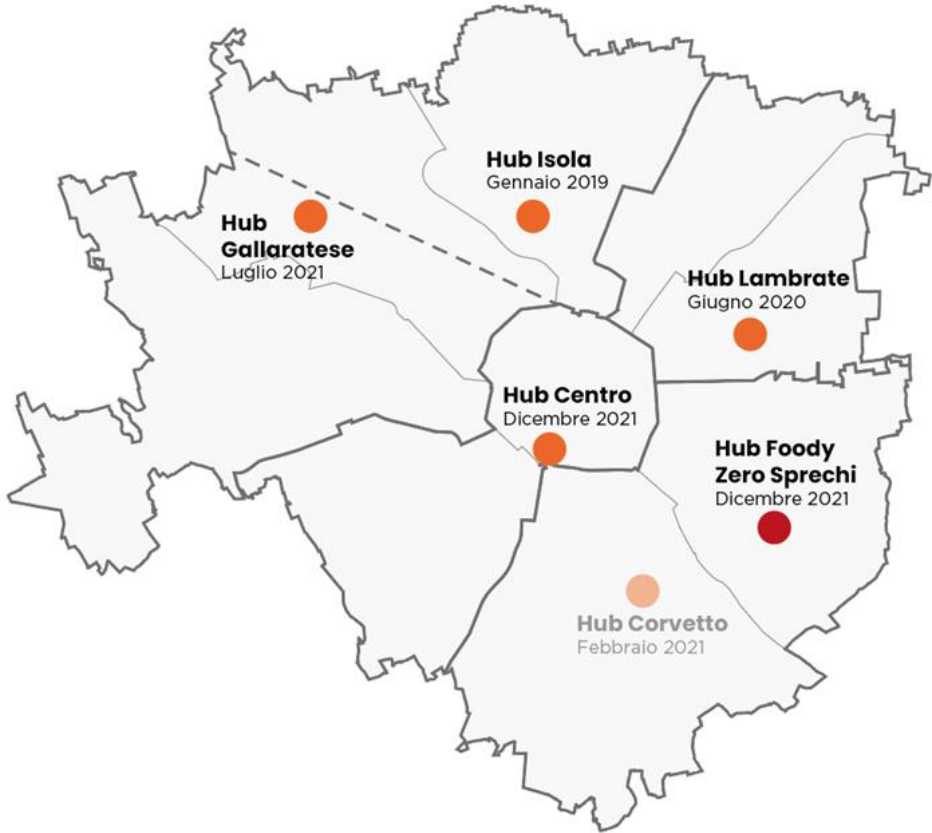 Hub Isola
Gennaio 2019
Hub
Gallaratese
Luglio 2021
Hub Lambrate
Giugno 2020
Hub Centro
Dicembre 2021
Hub Foody
Zero Sprechi
Dicembre 2021
Hub Corvetto
Febbraio 2021